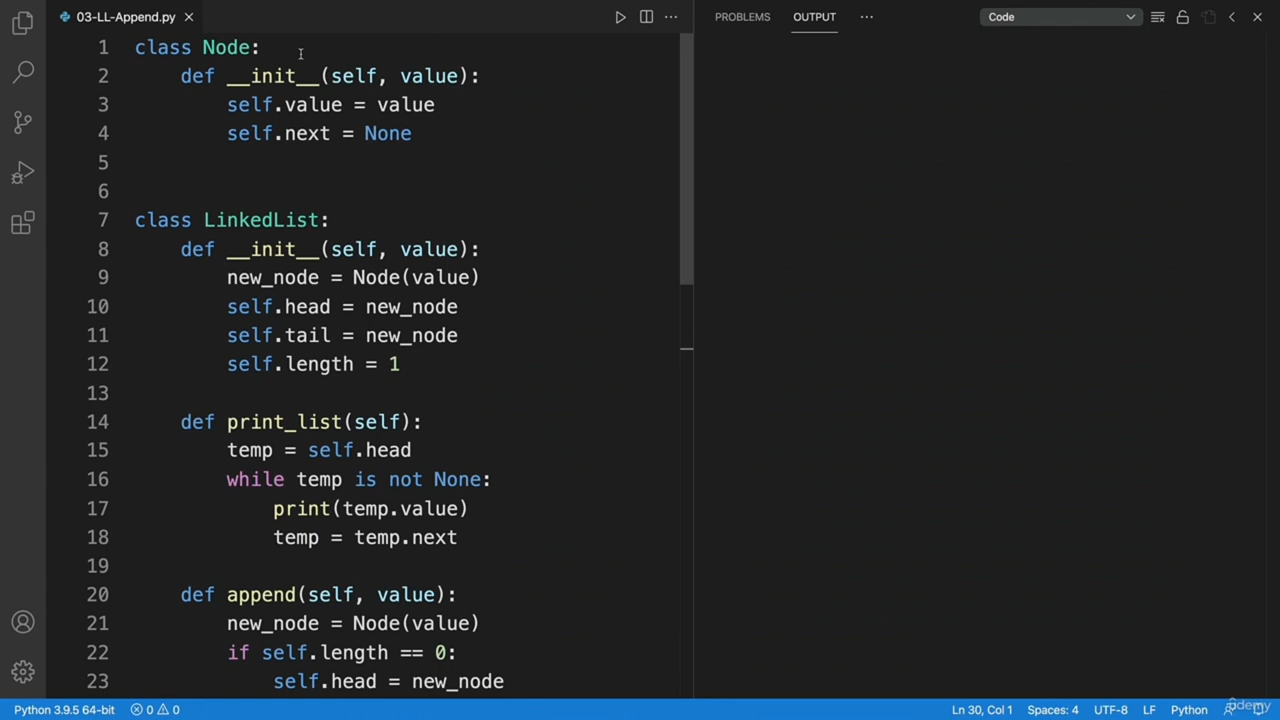 03-LL-Append.py
PROBLEMS OUTPUT
Code
1 class Node:
2 def __init__(self, value):
3 self.value = value
4 self.next = None
5
6
7 class LinkedList:
8 def __init__(self, value):
9 new_node = Node(value)
10 self.head = new_node
11 self.tail = new_node
12 self.length = 1
13
14 def print_list(self):
15 temp = self.head
16 while temp is not None:
17 print(temp.value)
18 temp = temp.next
19
20 def append(self, value):
21 new_node = Node(value)
22 if self.length == 0:
23 self.head = new_node
Python 3.9.5 64-bit 0 0 Ln 30, Col 1 Spaces: 4 UTF-8 LF Python
ûdemy